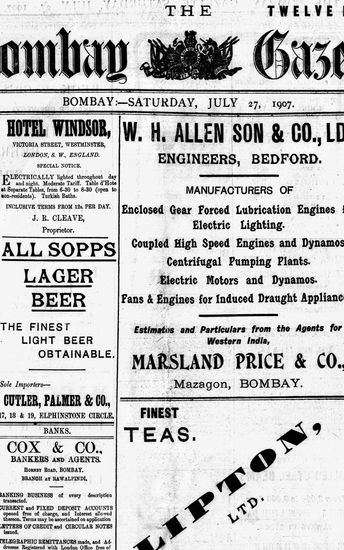 THE TWELVE
Bombay Gaze
BOMBAY:—SATURDAY, JULY 27, 1907.
HOTEL WINDSOR,
VICTORIA STREET, WESTMINSTER,
LONDON, S. W., ENGLAND.
SPECIAL NOTICE.
ELECTRICALLY lighted throughout day
and night. Moderate Tariff. Table d'Hote
at Separate Tables, from 6-30 to 8-30 (open to
non-residents). Turkish Baths.
INCLUSIVE TERMS FROM 12s. PER DAY.
J. R. CLEAVE,
Proprietor.
ALL SOPPS
LAGER
BEER
THE FINEST
LIGHT BEER
OBTAINABLE.
Sole Importers—
CUTLER, PALMER & CO.,
17, 18 & 19, ELPHINSTONE CIRCLE.
BANKS.
COX & CO.,
BANKERS AND AGENTS.
HORNBY ROAD, BOMBAY.
BRANCH AT RAWALPINDI.
BANKING BUSINESS of every description
transacted.
CURRENT and FIXED DEPOSIT ACCOUNTS
opened free of charge, and Interest allowed
thereon. Terms may be ascertained on application
LETTERS OF CREDIT and CIRCULAR NOTES
issued.
TELEGRAPHIC REMITTANCES made, and Ad-
dresses Registered with London Office free of
W. H. ALLEN SON & CO., LD
ENGINEERS, BEDFORD.
MANUFACTURERS OF
Enclosed Gear Forced Lubrication Engines
Electric Lighting.
Coupled High Speed Engines and Dynamos
Centrifugal Pumping Plants.
Electric Motors and Dynamos.
Fans & Engines for Induced Draught Applianc
Estimates and Particulars from the Agents for
Western India,
MARSLAND PRICE & CO.,
Mazagon, BOMBAY.
FINEST
TEAS.
LIPTON,
LTD.